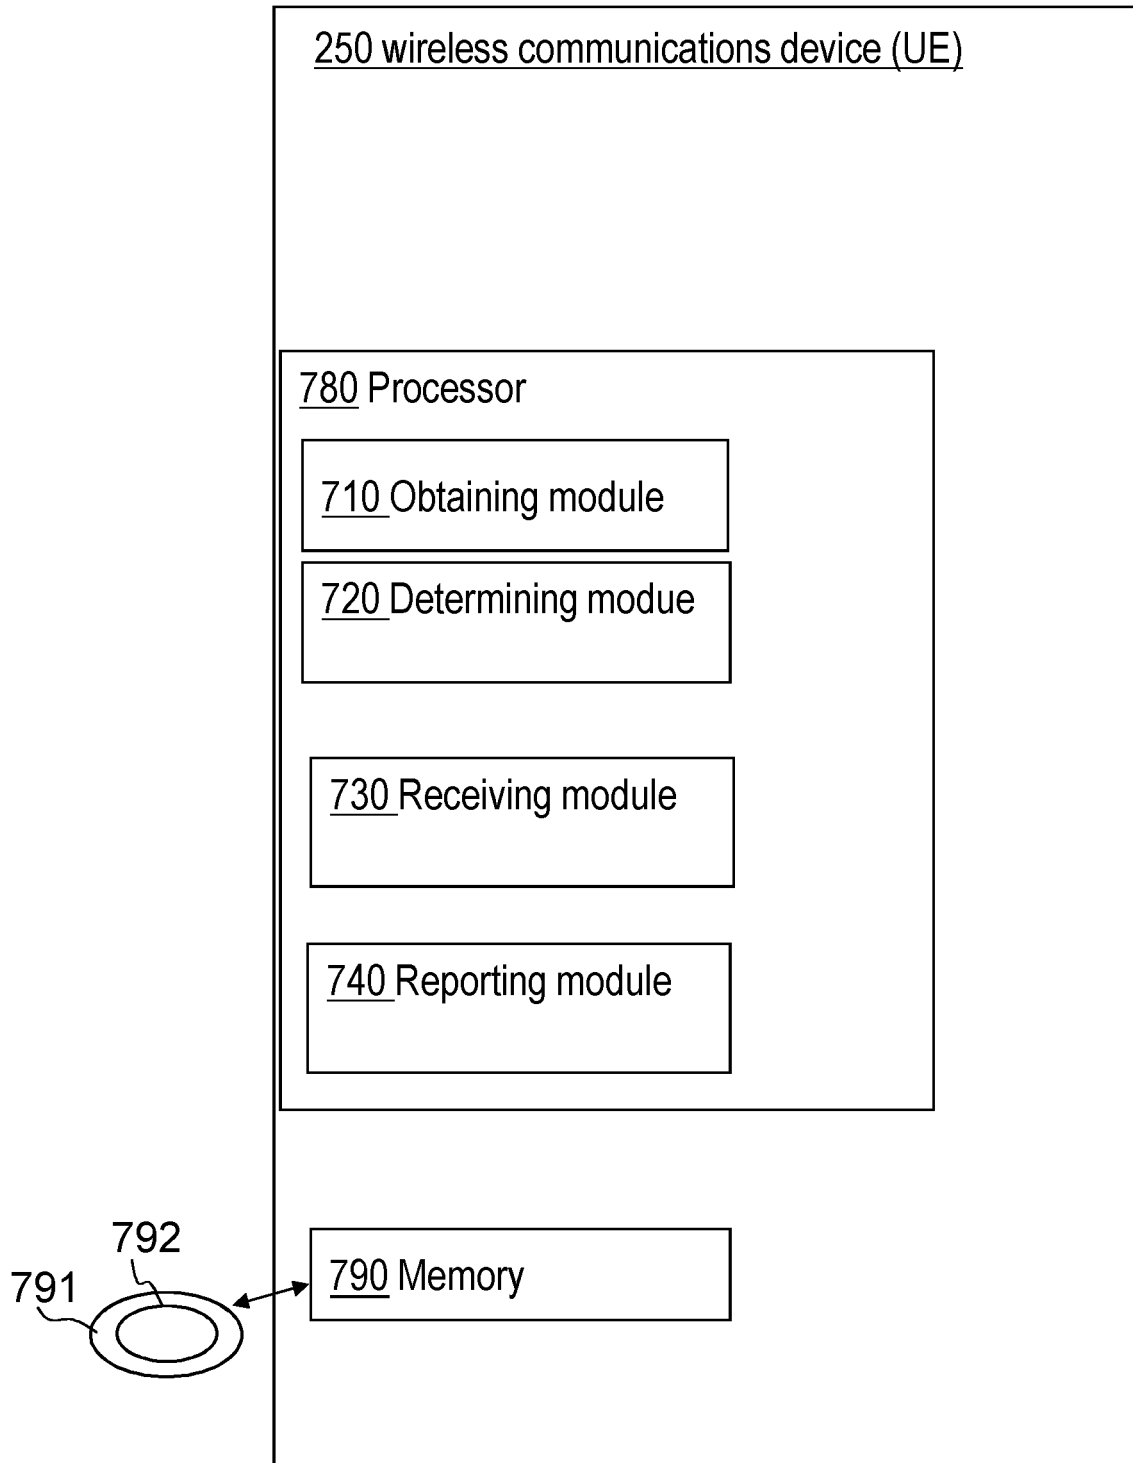 250 wireless communications device (UE)
780 Processor
710 Obtaining module
720 Determining modue
730 Receiving module
740 Reporting module
792
791
790 Memory